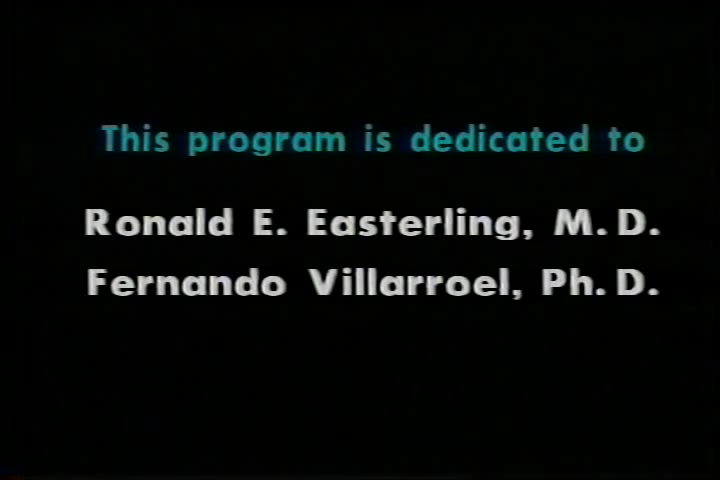 This program is dedicated to
Ronald E. Easterling, M.D.
Fernando Villarroel, Ph.D.